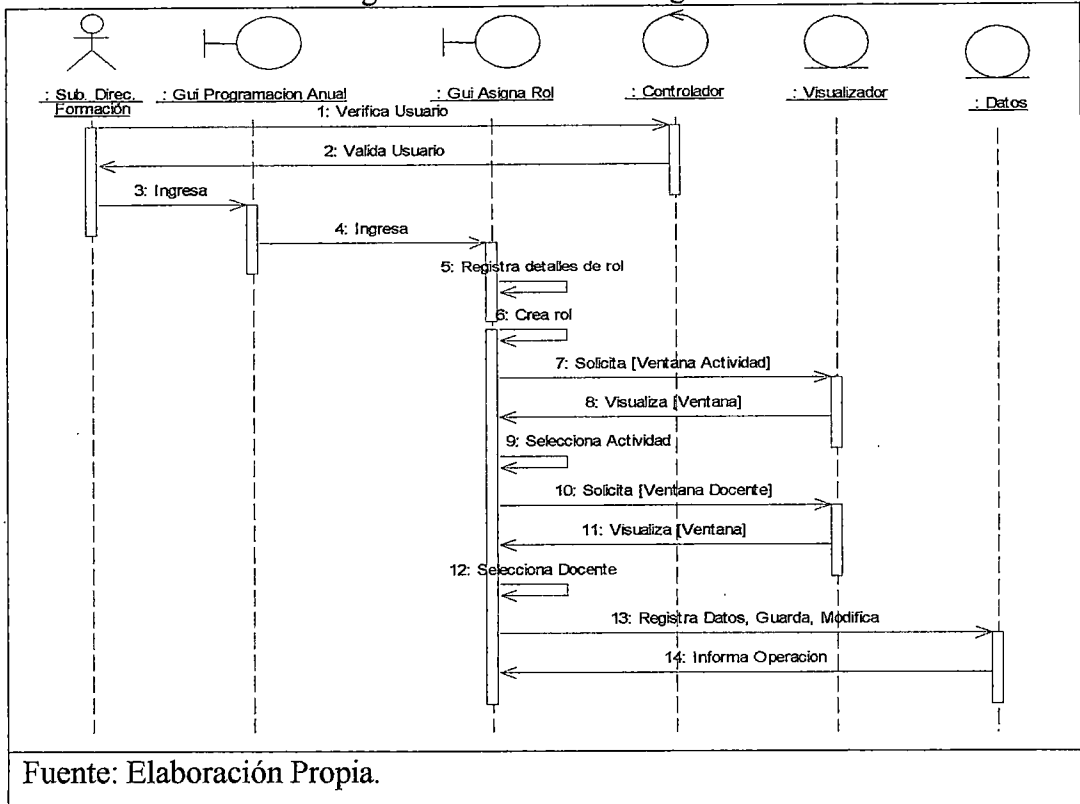 : Sub. Direc. Formación
: Gui Programacion Anual
: Gui Asigna Rol
: Controlador
: Visualizador
: Datos
1: Verifica Usuario
2: Valida Usuario
3: Ingresa
4: Ingresa
5: Registra detalles de rol
6: Crea rol
7: Solicita [Ventana Actividad]
8: Visualiza [Ventana]
9: Selecciona Actividad
10: Solicita [Ventana Docente]
11: Visualiza [Ventana]
12: Selecciona Docente
13: Registra Datos, Guarda, Modifica
14: Informa Operacion
Fuente: Elaboración Propia.